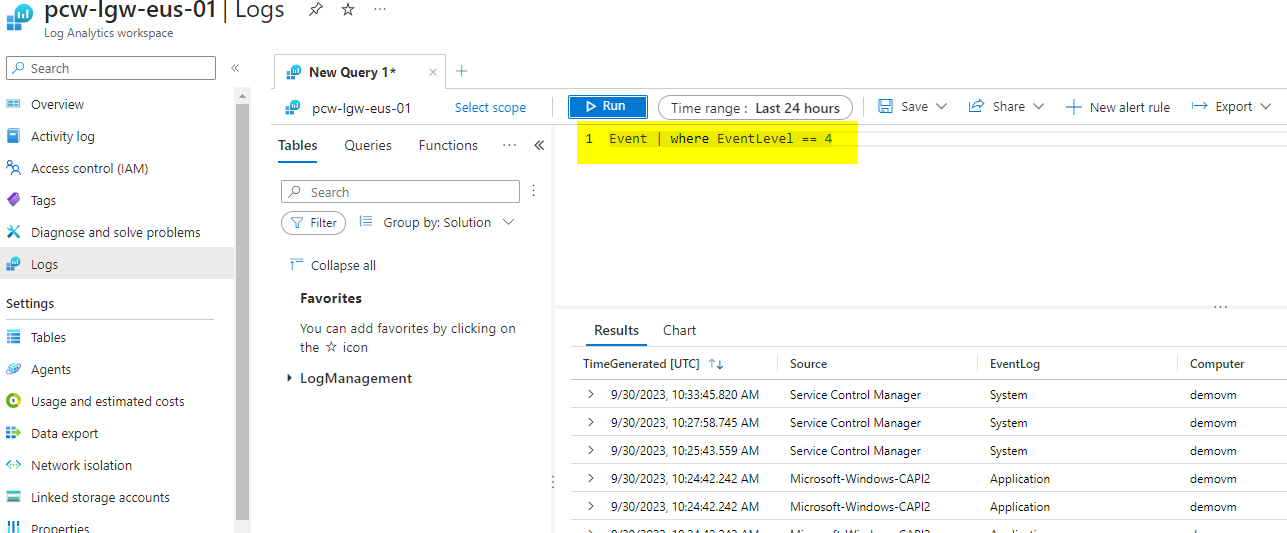 pcw-lgw-eus-01 | Logs ···
Log Analytics workspace
Search «
Overview
Activity log
Access control (IAM)
Tags
Diagnose and solve problems
Logs
Settings
Tables
Agents
Usage and estimated costs
Data export
Network isolation
Linked storage accounts
Properties
New Query 1* × +
pcw-lgw-eus-01 Select scope Run Time range : Last 24 hours Save Share New alert rule Export
Tables Queries Functions ··· «
Search
Filter Group by: Solution
Collapse all
Favorites
You can add favorites by clicking on
the ☆ icon
LogManagement
1 Event | where EventLevel == 4
Results Chart
TimeGenerated [UTC] ↑↓ Source EventLog Computer
9/30/2023, 10:33:45.820 AM Service Control Manager System demovm
9/30/2023, 10:27:58.745 AM Service Control Manager System demovm
9/30/2023, 10:25:43.559 AM Service Control Manager System demovm
9/30/2023, 10:24:42.242 AM Microsoft-Windows-CAPI2 Application demovm
9/30/2023, 10:24:42.242 AM Microsoft-Windows-CAPI2 Application demovm